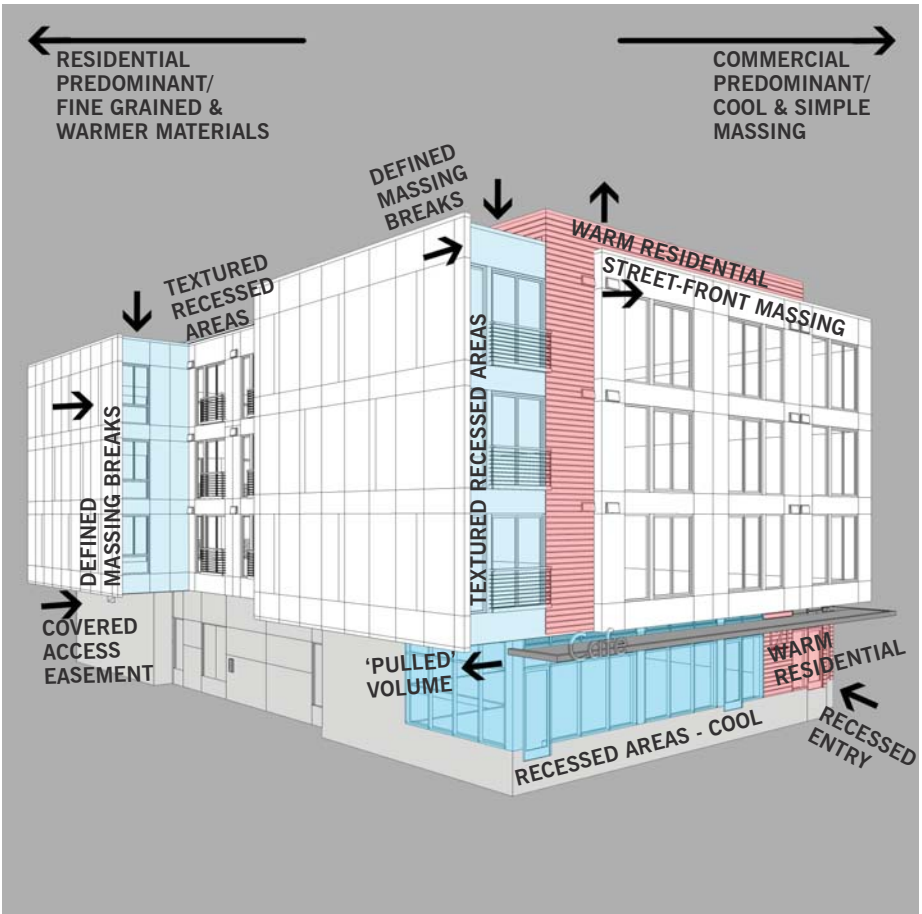 RESIDENTIAL
PREDOMINANT/
FINE GRAINED &
WARMER MATERIALS
COMMERCIAL
PREDOMINANT/
COOL & SIMPLE
MASSING
DEFINED
MASSING
BREAKS
TEXTURED
RECESSED
AREAS
WARM RESIDENTIAL
STREET-FRONT MASSING
DEFINED
MASSING BREAKS
TEXTURED RECESSED AREAS
COVERED
ACCESS
EASEMENT
'PULLED'
VOLUME
Cafe
WARM
RESIDENTIAL
RECESSED AREAS - COOL
RECESSED
ENTRY